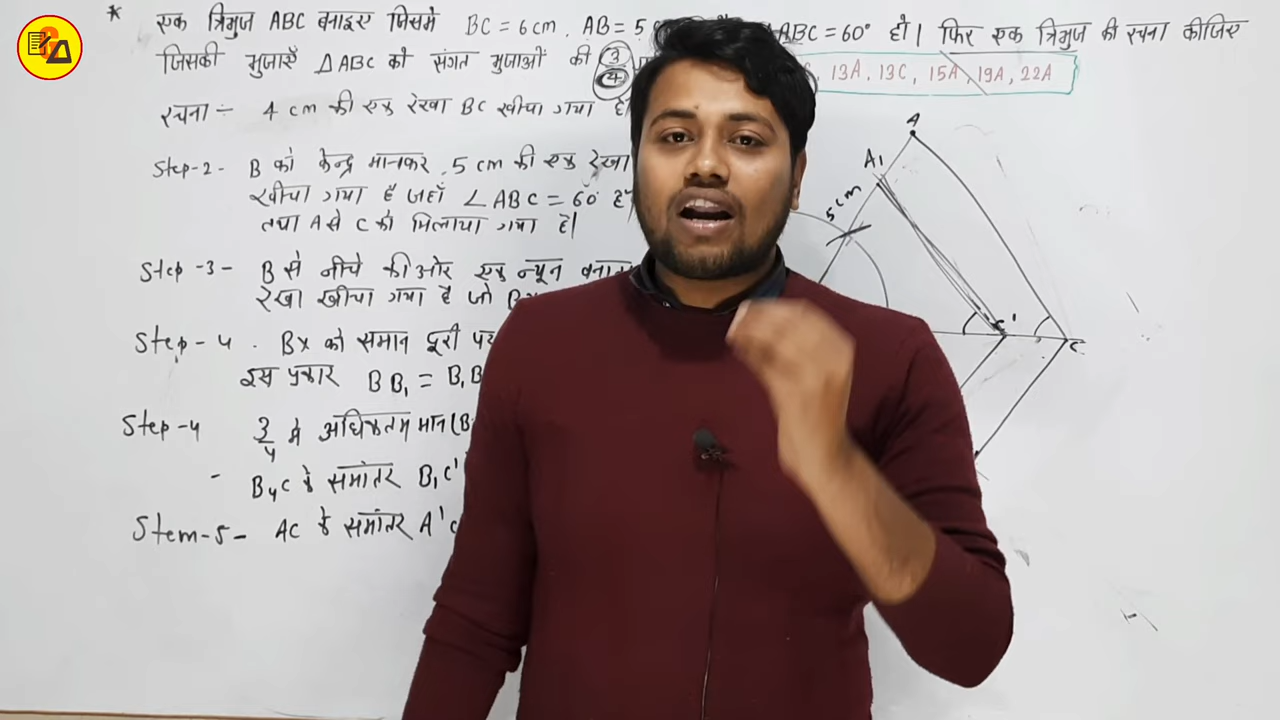 * एक त्रिभुज ABC बनाइए जिसमे BC = 6 cm . AB = 5 ABC = 60° हो। फिर एक त्रिभुज की रचना कीजिए
जिसकी भुजाएँ △ABC की संगत भुजाओं की 3/4 , 13A , 13C , 15A , 19A , 22A
रचना ÷ 4 cm की एक रेखा BC खींचा गया है
Step-2- B को केन्द्र मानकर 5 cm की एक रेखा
खींचा गया है जहाँ ∠ABC = 60°
तथा A से C को मिलाया गया है।
Step -3- B से नीचे की ओर एक न्यून
रेखा खींचा गया है जो
Step- 4 . Bx को समान दूरी पर
इस प्रकार BB₁ = B₁B
Step-4 3/4 मे अधिकतम मान (B
- B₄C के समांतर B₁C'
Stem-5- AC के समांतर A'c
A
A₁
5 cm
C'
C